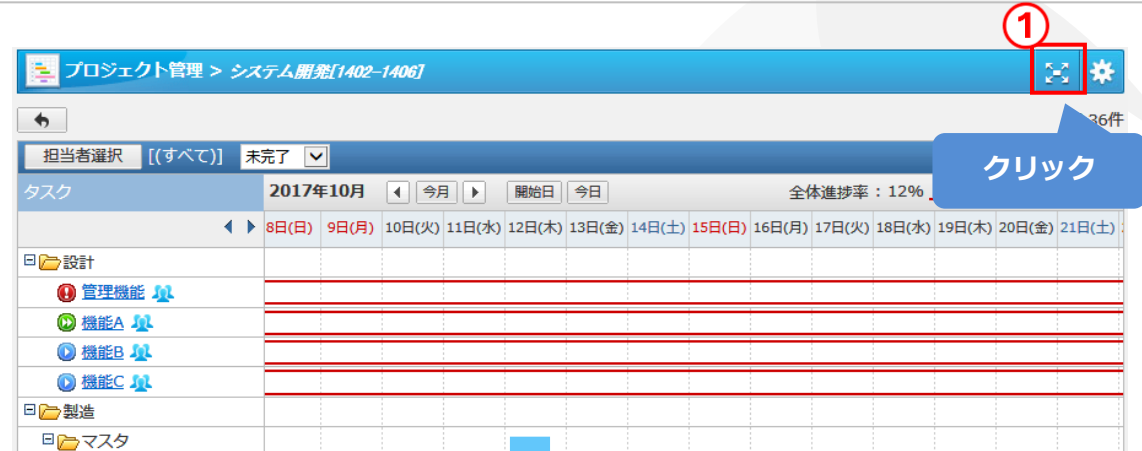 ①
プロジェクト管理 > システム開発[1402-1406]
36件
担当者選択 [(すべて)] 未完了
クリック
タスク 2017年10月 今月 開始日 今日 全体進捗率：12%
8日(日) 9日(月) 10日(火) 11日(水) 12日(木) 13日(金) 14日(土) 15日(日) 16日(月) 17日(火) 18日(水) 19日(木) 20日(金) 21日(土)
設計
管理機能
機能A
機能B
機能C
製造
マスタ